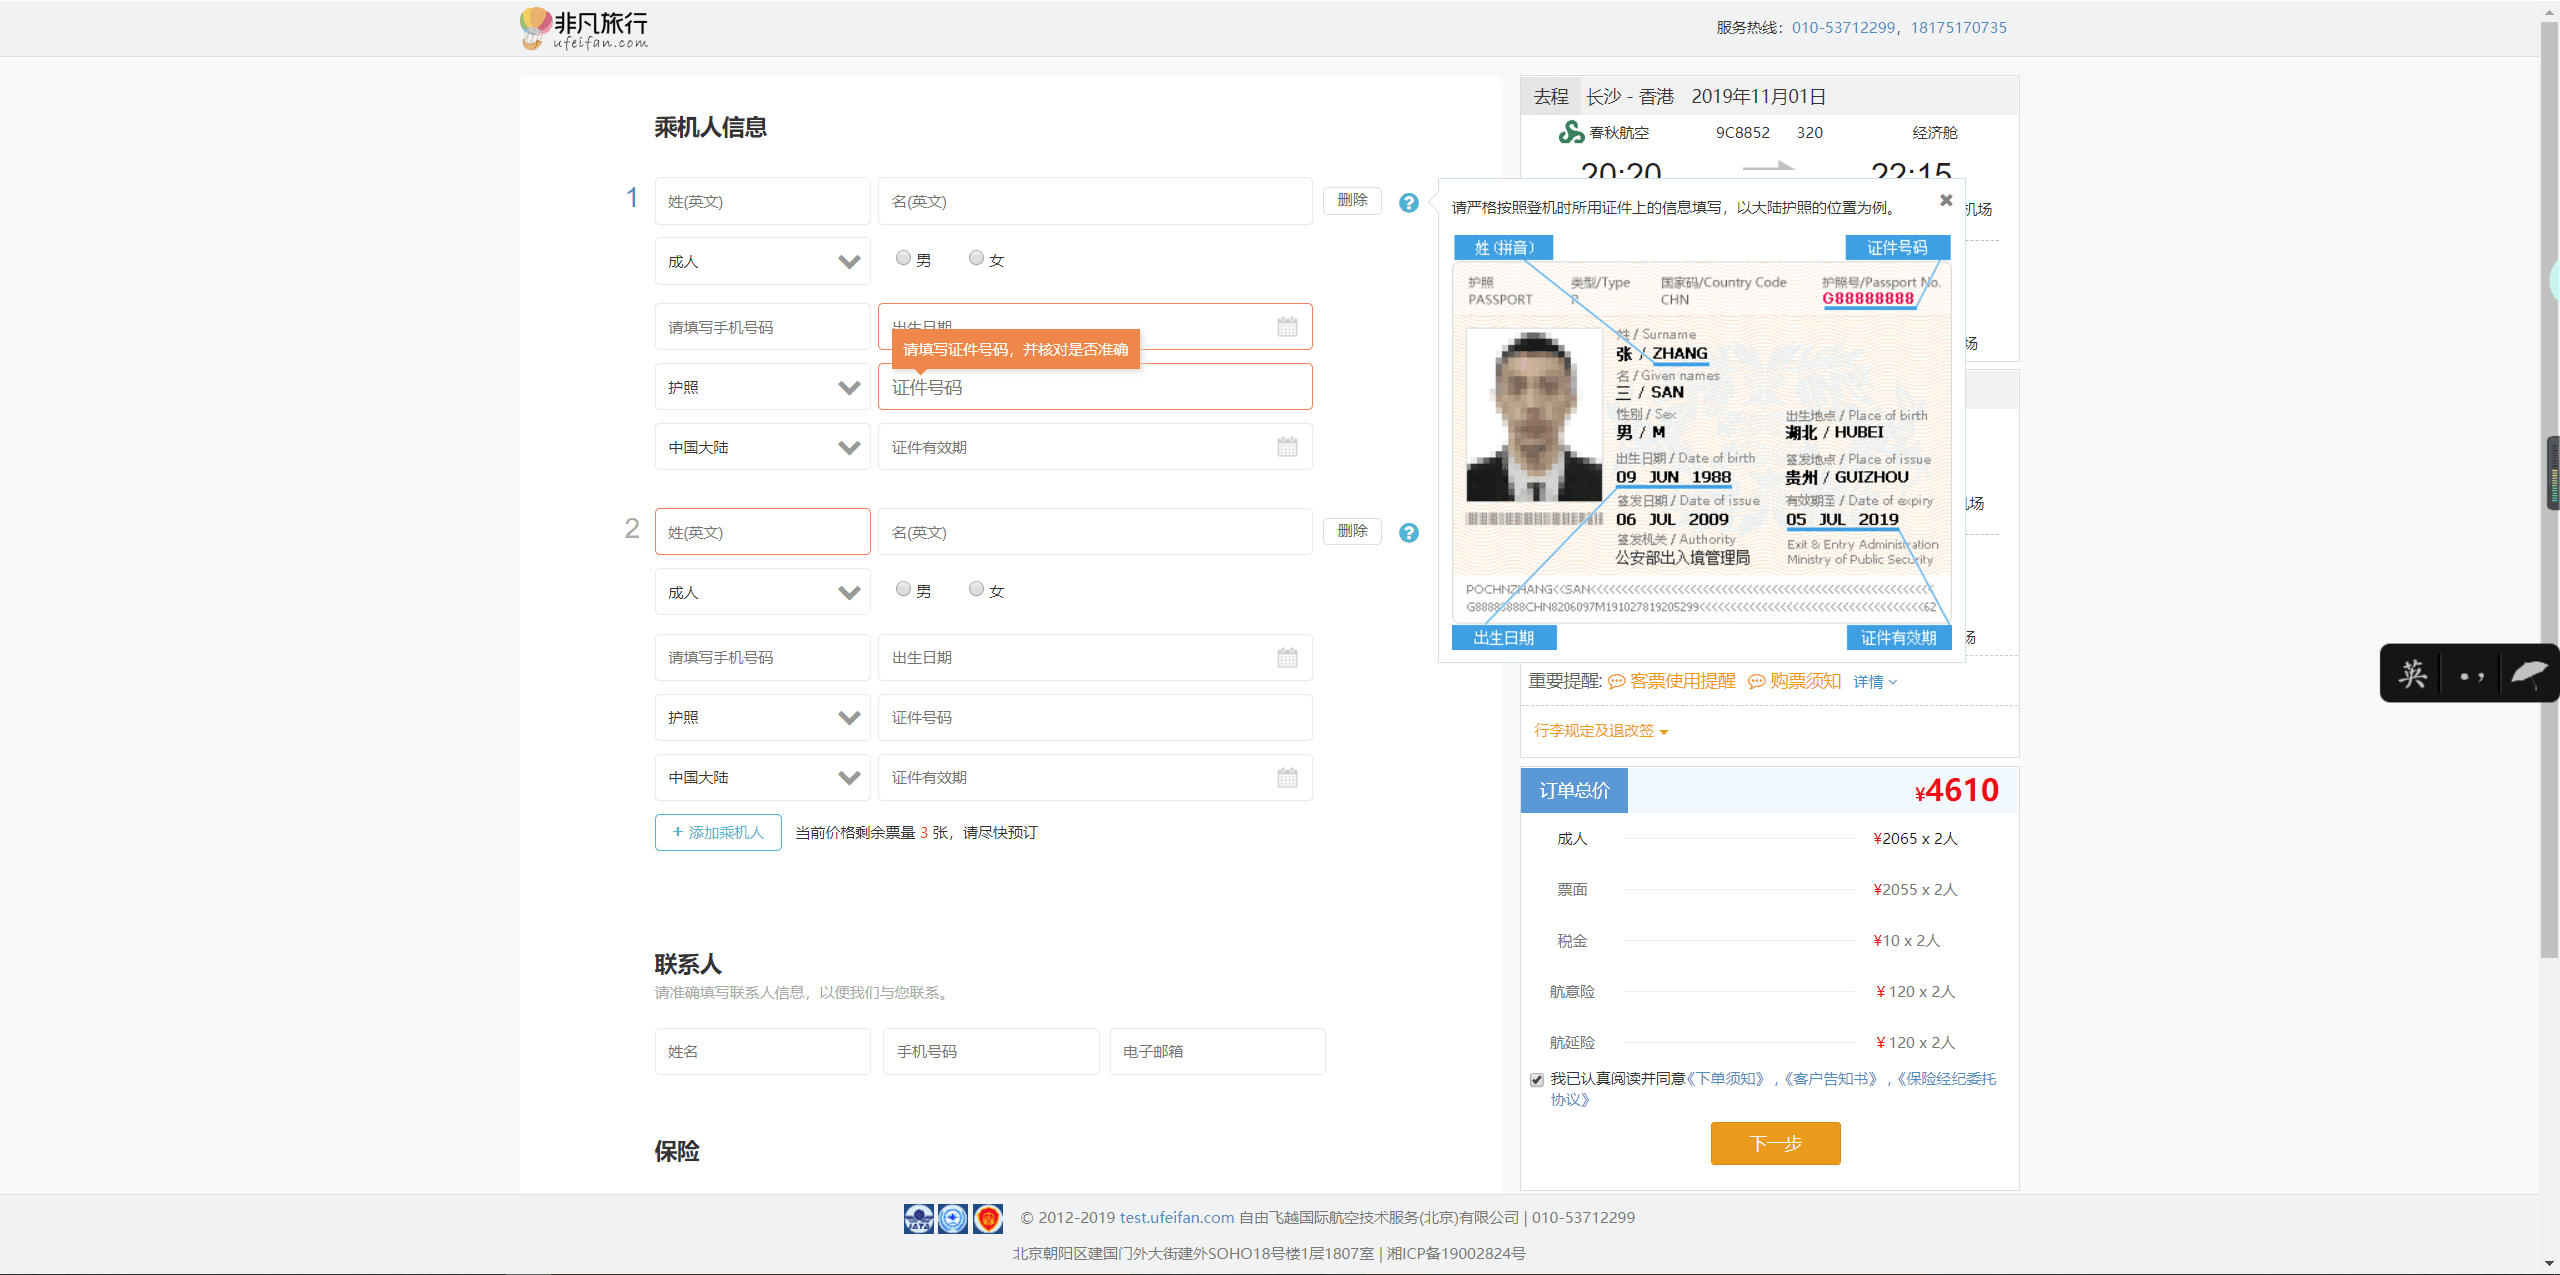 非凡旅行
ufeifan.com
服务热线：010-53712299，18175170735
乘机人信息
1
姓(英文)
名(英文)
删除
?
成人
男
女
请填写手机号码
出生日期
请填写证件号码，并核对是否准确
护照
证件号码
中国大陆
证件有效期
2
姓(英文)
名(英文)
删除
?
成人
男
女
请填写手机号码
出生日期
护照
证件号码
中国大陆
证件有效期
+ 添加乘机人
当前价格剩余票量 3 张，请尽快预订
联系人
请准确填写联系人信息，以便我们与您联系。
姓名
手机号码
电子邮箱
保险
去程 长沙 - 香港 2019年11月01日
春秋航空 9C8852 320 经济舱
20:20 22:15
机场
场
场
请严格按照登机时所用证件上的信息填写，以大陆护照的位置为例。
姓 (拼音)
证件号码
护照 类型/Type 国家码/Country Code 护照号/Passport No.
PASSPORT P CHN G88888888
姓 / Surname
张 / ZHANG
名 / Given names
三 / SAN
性别 / Sex 出生地点 / Place of birth
男 / M 湖北 / HUBEI
出生日期 / Date of birth 签发地点 / Place of issue
09 JUN 1988 贵州 / GUIZHOU
签发日期 / Date of issue 有效期至 / Date of expiry
06 JUL 2009 05 JUL 2019
签发机关 / Authority Exit & Entry Administration
公安部出入境管理局 Ministry of Public Security
POCHNZHANG<<SAN<<<<<<<<<<<<<<<<<<<<<<<<<<<<<<<<<<<<<
G88888888CHN8206097M191027819205299<<<<<<<<<<<<<<<<<<<<<<<<<<<62
出生日期
证件有效期
重要提醒: 客票使用提醒 购票须知 详情
行李规定及退改签
订单总价 ¥4610
成人 ¥2065 x 2人
票面 ¥2055 x 2人
税金 ¥10 x 2人
航意险 ¥ 120 x 2人
航延险 ¥ 120 x 2人
我已认真阅读并同意《下单须知》 ,《客户告知书》 ,《保险经纪委托
协议》
下一步
英
© 2012-2019 test.ufeifan.com 自由飞越国际航空技术服务(北京)有限公司 | 010-53712299
北京朝阳区建国门外大街建外SOHO18号楼1层1807室 | 湘ICP备19002824号